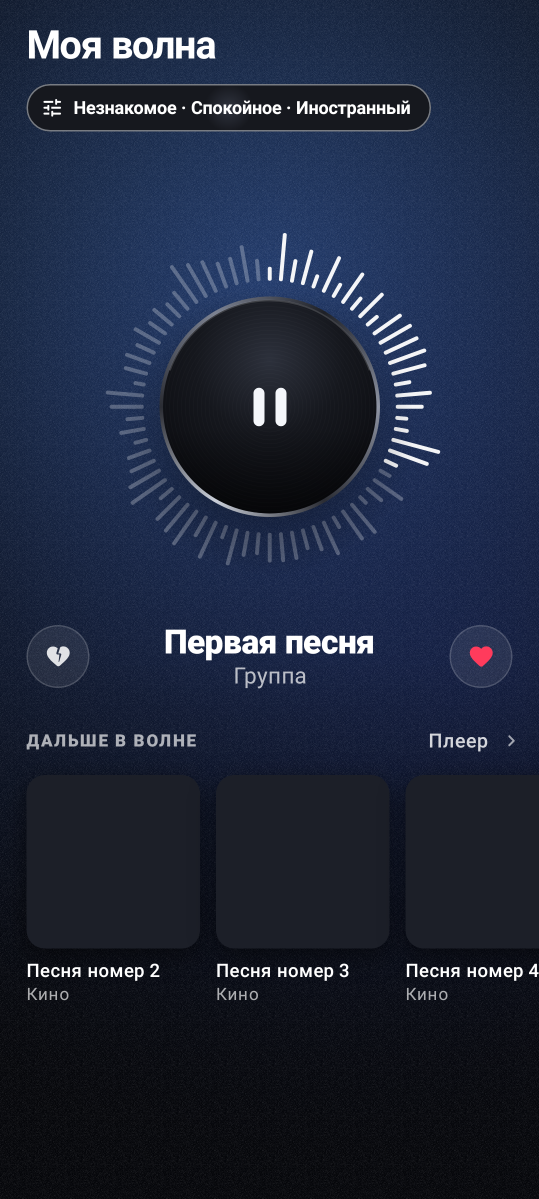 Моя волна
Незнакомое · Спокойное · Иностранный
Первая песня
Группа
ДАЛЬШЕ В ВОЛНЕ
Плеер
Песня номер 2
Песня номер 3
Песня номер 4
Кино
Кино
Кино